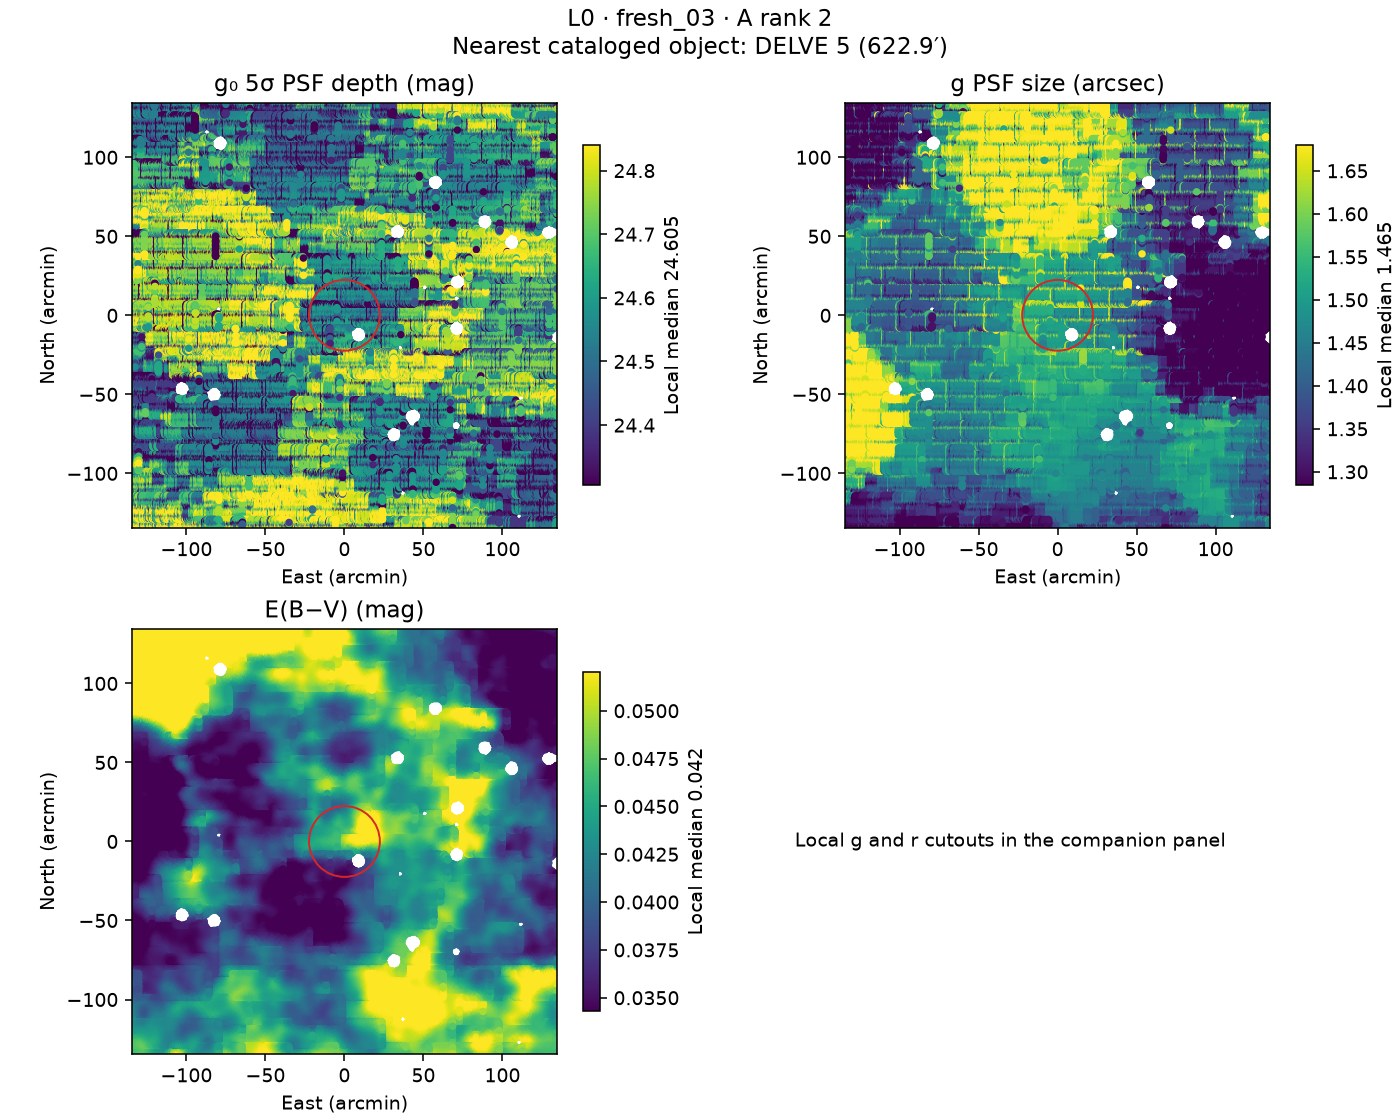 L0 · fresh_03 · A rank 2
Nearest cataloged object: DELVE 5 (622.9′)
g₀ 5σ PSF depth (mag)
100
50
0
−50
−100
−100 −50 0 50 100
North (arcmin)
East (arcmin)
24.8
24.7
24.6
24.5
24.4
Local median 24.605
g PSF size (arcsec)
100
50
0
−50
−100
−100 −50 0 50 100
North (arcmin)
East (arcmin)
1.65
1.60
1.55
1.50
1.45
1.40
1.35
1.30
Local median 1.465
E(B−V) (mag)
100
50
0
−50
−100
−100 −50 0 50 100
North (arcmin)
East (arcmin)
0.0500
0.0475
0.0450
0.0425
0.0400
0.0375
0.0350
Local median 0.042
Local g and r cutouts in the companion panel